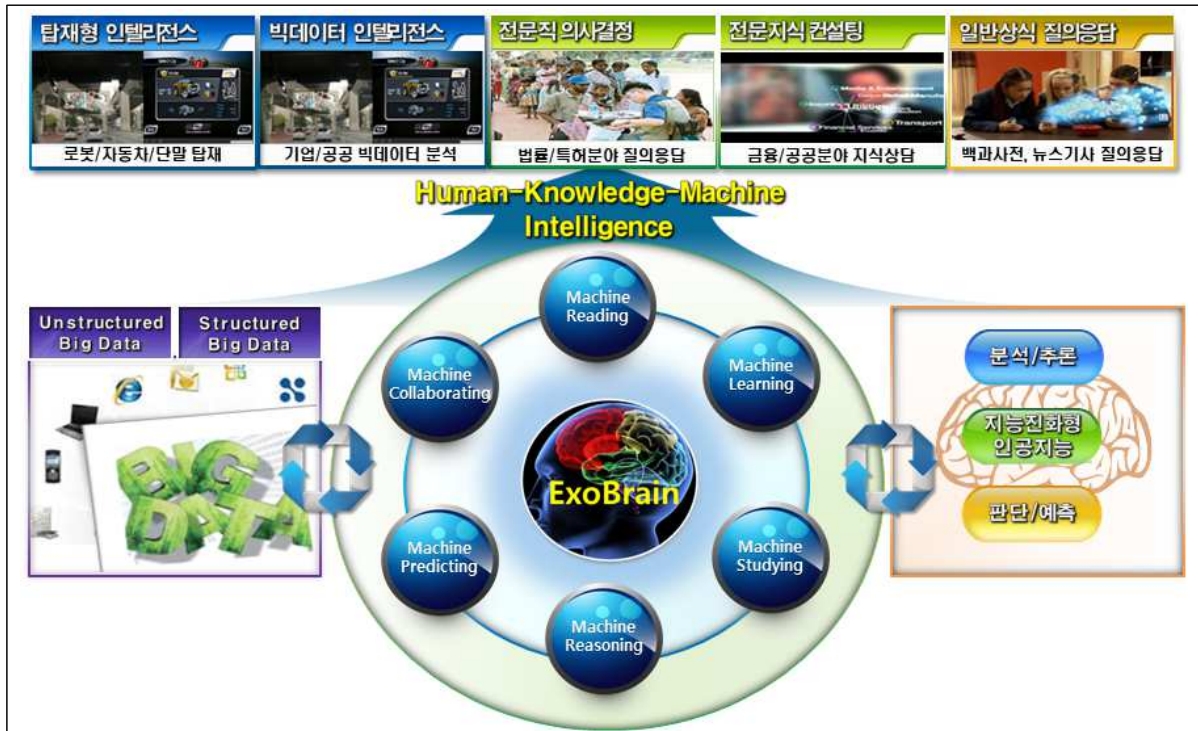 탑재형 인텔리전스
빅데이터 인텔리전스
전문직 의사결정
전문지식 컨설팅
일반상식 질의응답
Media & Entertainment
Financial Services
Transport
로봇/자동차/단말 탑재
기업/공공 빅데이터 분석
법률/특허분야 질의응답
금융/공공분야 지식상담
백과사전, 뉴스기사 질의응답
Human-Knowledge-Machine
Intelligence
Unstructured
Big Data
Structured
Big Data
BIG
DATA
Machine
Reading
Machine
Collaborating
Machine
Learning
ExoBrain
Machine
Predicting
Machine
Studying
Machine
Reasoning
분석/추론
지능진화형
인공지능
판단/예측